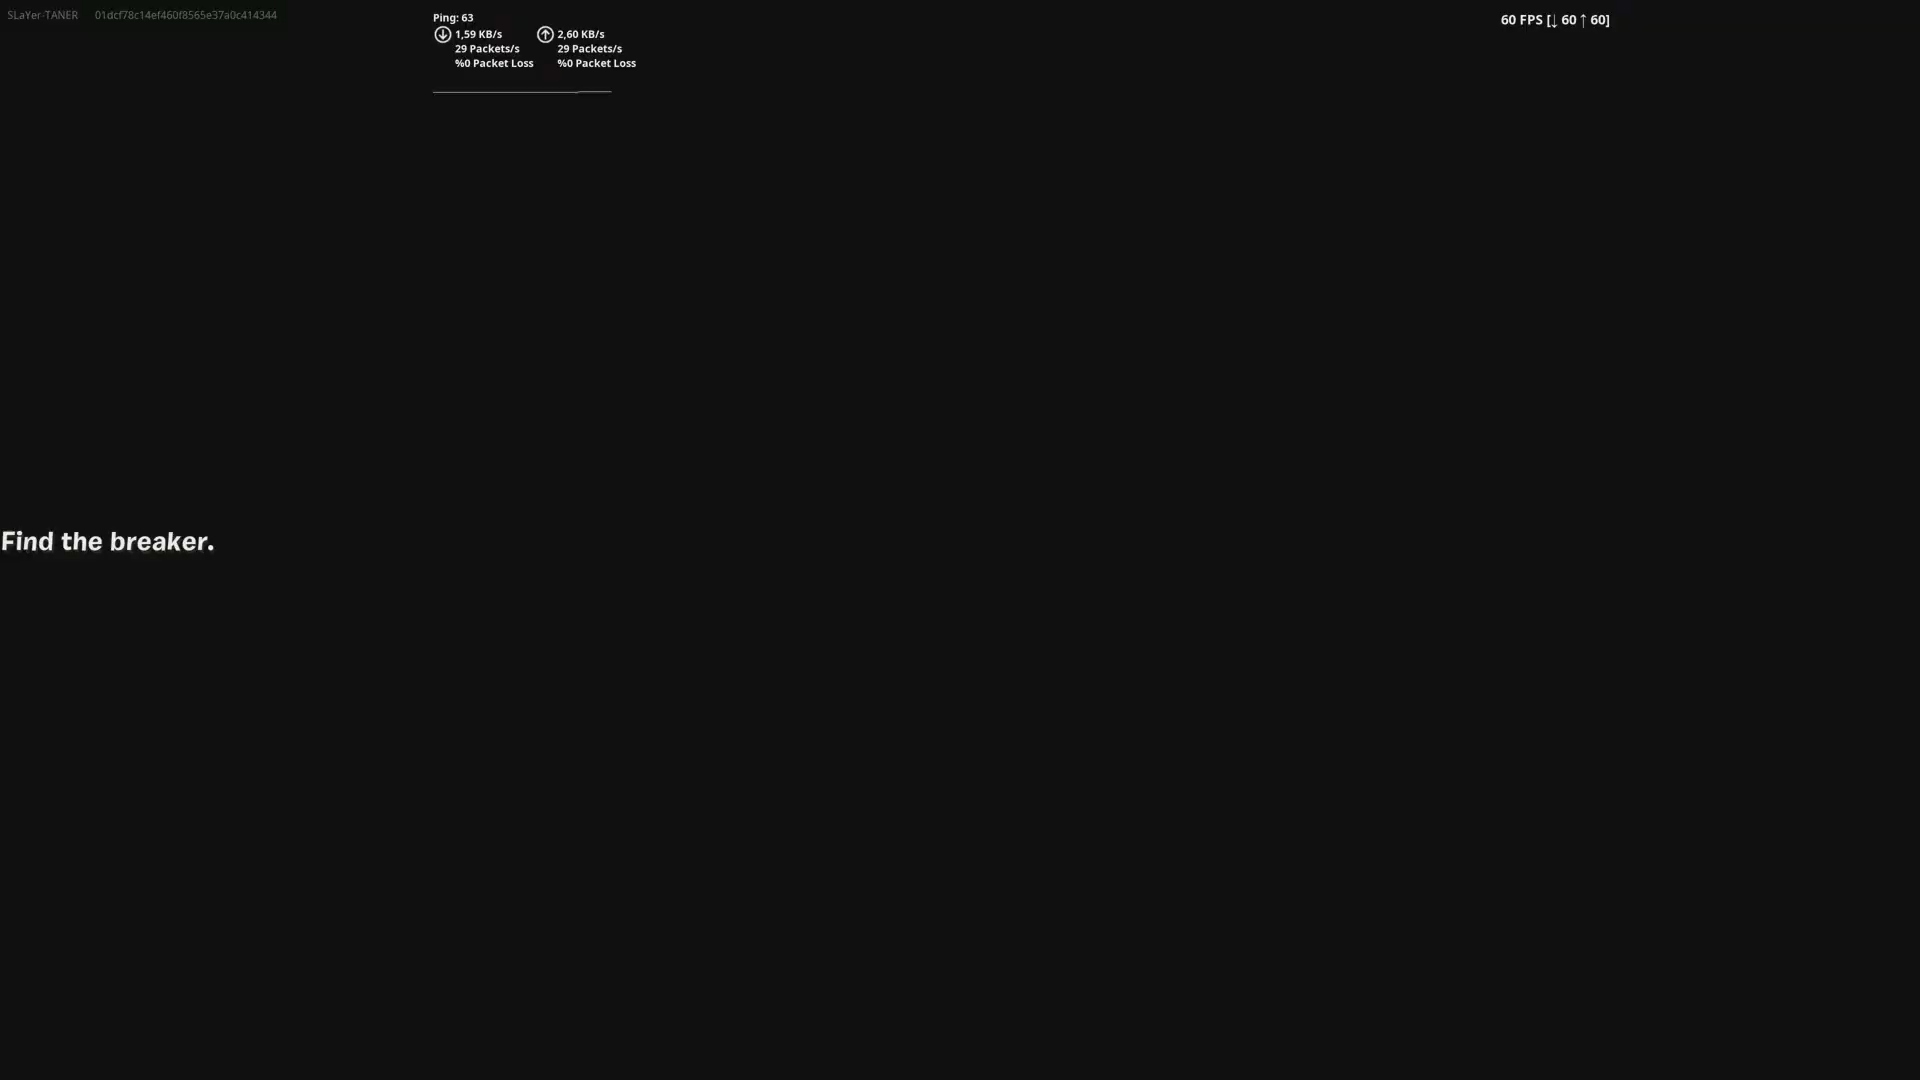 SLaYer-TANER 01dcf78c14ef460f8565e37a0c414344
Ping: 63
1,59 KB/s 2,60 KB/s
29 Packets/s 29 Packets/s
%0 Packet Loss %0 Packet Loss
60 FPS [↓ 60 ↑ 60]
Find the breaker.